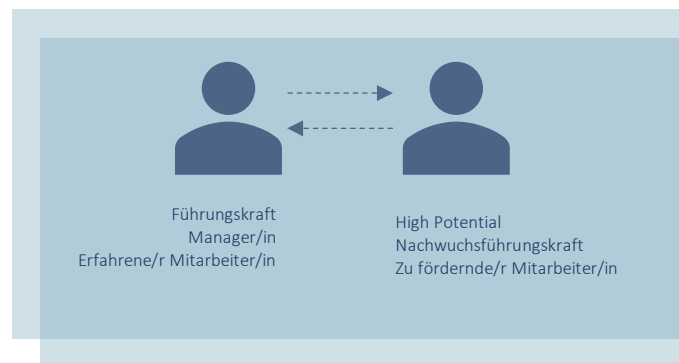 Führungskraft
Manager/in
Erfahrene/r Mitarbeiter/in
High Potential
Nachwuchsführungskraft
Zu fördernde/r Mitarbeiter/in